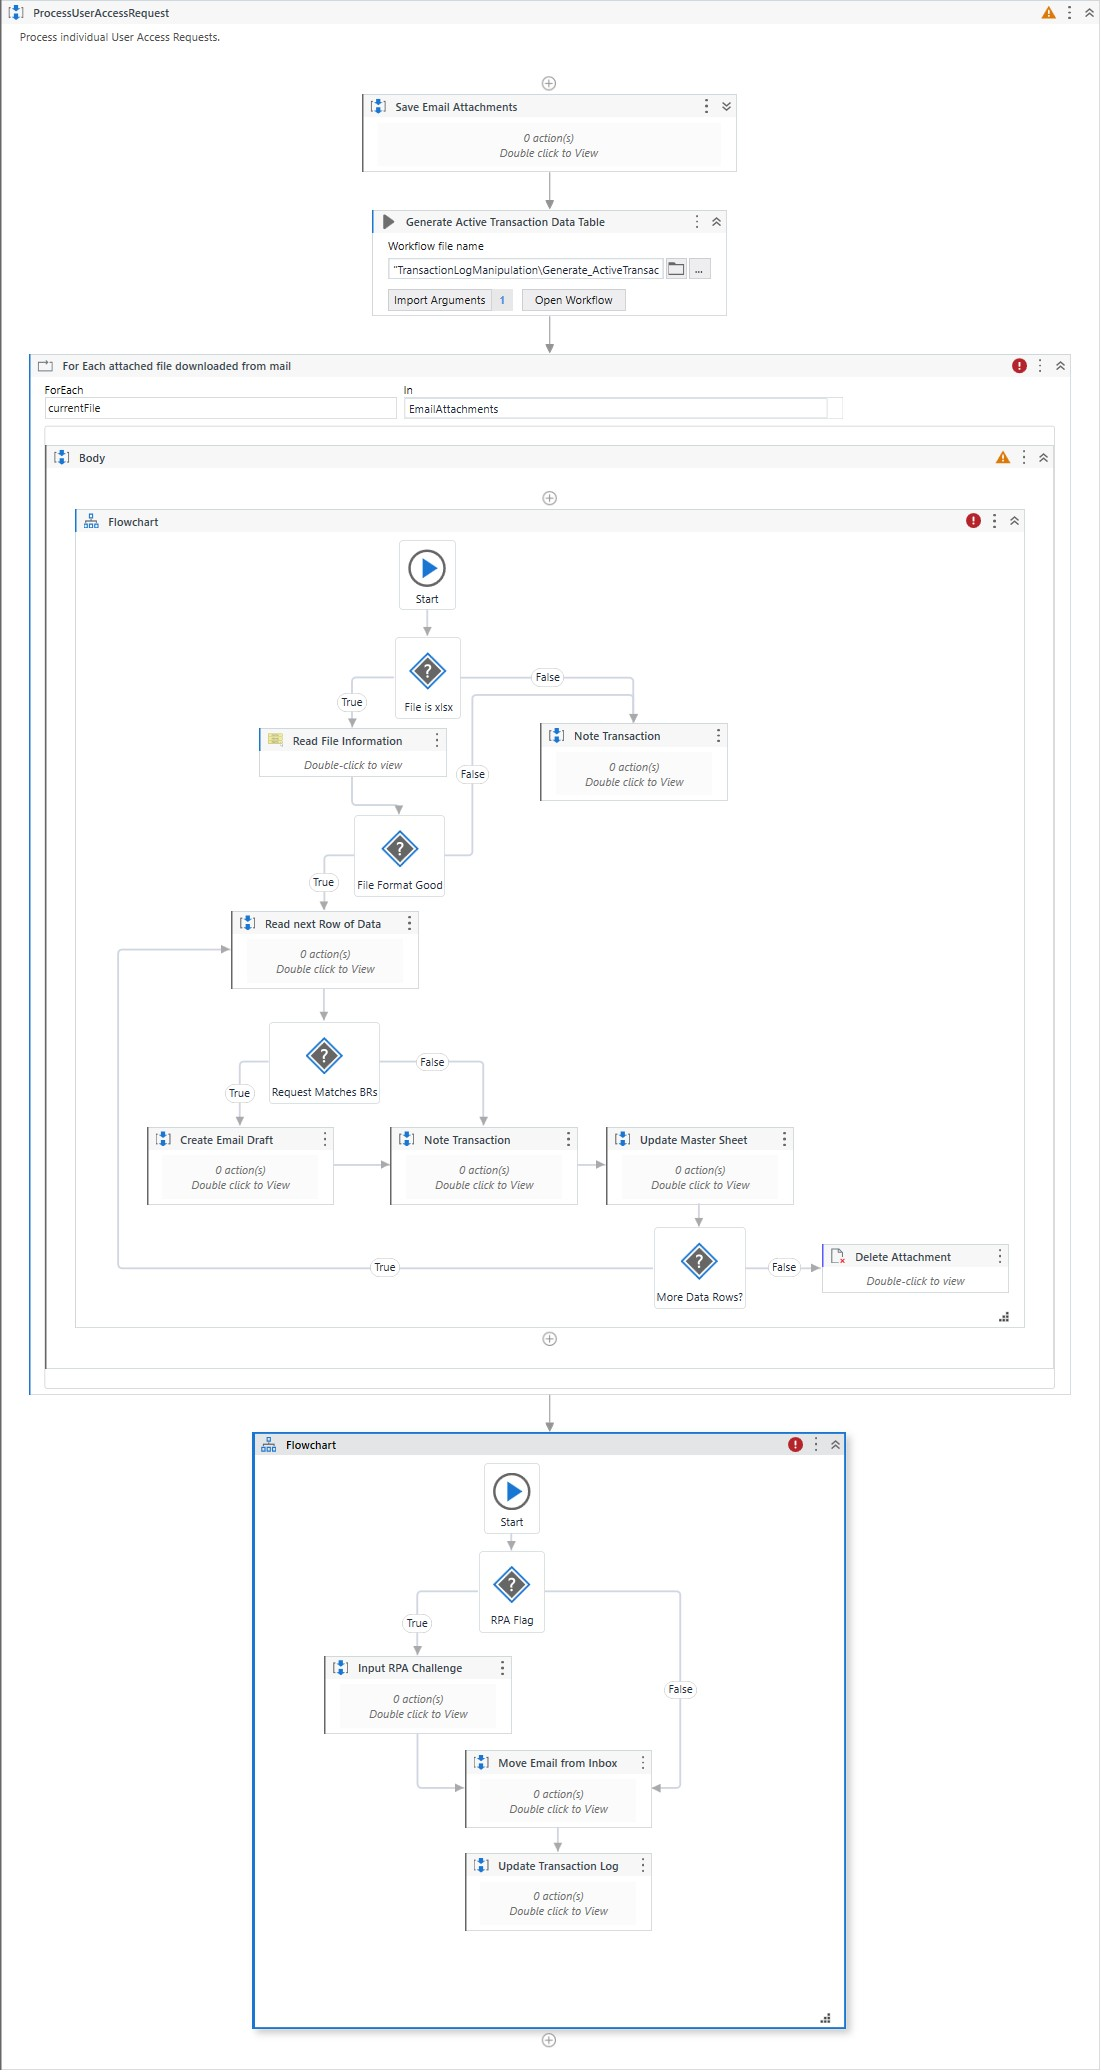 ProcessUserAccessRequest
Process individual User Access Requests.
Save Email Attachments
0 action(s)
Double click to View
Generate Active Transaction Data Table
Workflow file name
"TransactionLogManipulation\Generate_ActiveTransac
...
Import Arguments 1 Open Workflow
For Each attached file downloaded from mail
ForEach In
currentFile EmailAttachments
Body
Flowchart
Start
File is xlsx
True
False
Read File Information
Double-click to view
Note Transaction
0 action(s)
Double click to View
False
File Format Good
True
Read next Row of Data
0 action(s)
Double click to View
Request Matches BRs
True
False
Create Email Draft
0 action(s)
Double click to View
Note Transaction
0 action(s)
Double click to View
Update Master Sheet
0 action(s)
Double click to View
More Data Rows?
True
False
Delete Attachment
Double-click to view
Flowchart
Start
RPA Flag
True
False
Input RPA Challenge
0 action(s)
Double click to View
Move Email from Inbox
0 action(s)
Double click to View
Update Transaction Log
0 action(s)
Double click to View